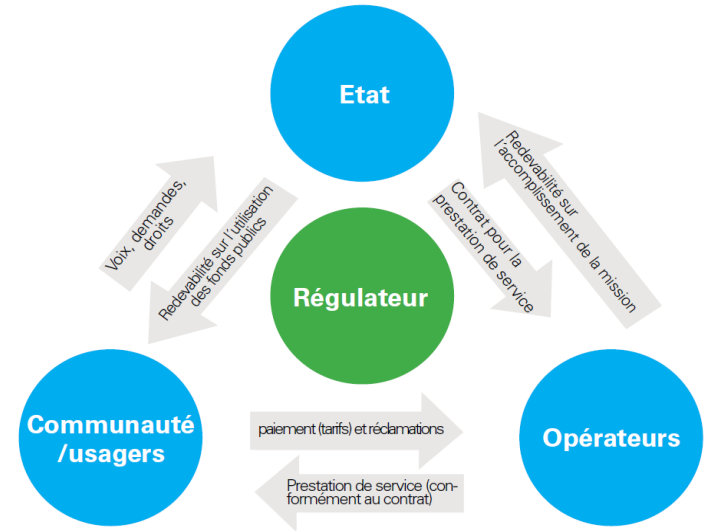 Etat
Voix, demandes,
droits
Redevabilité sur l'utilisation
des fonds publics
Contrat pour la
prestation de service
Redevabilité sur
l'accomplissement de la mission
Régulateur
Communauté
/usagers
paiement (tarifs) et réclamations
Opérateurs
Prestation de service (con-
formément au contrat)